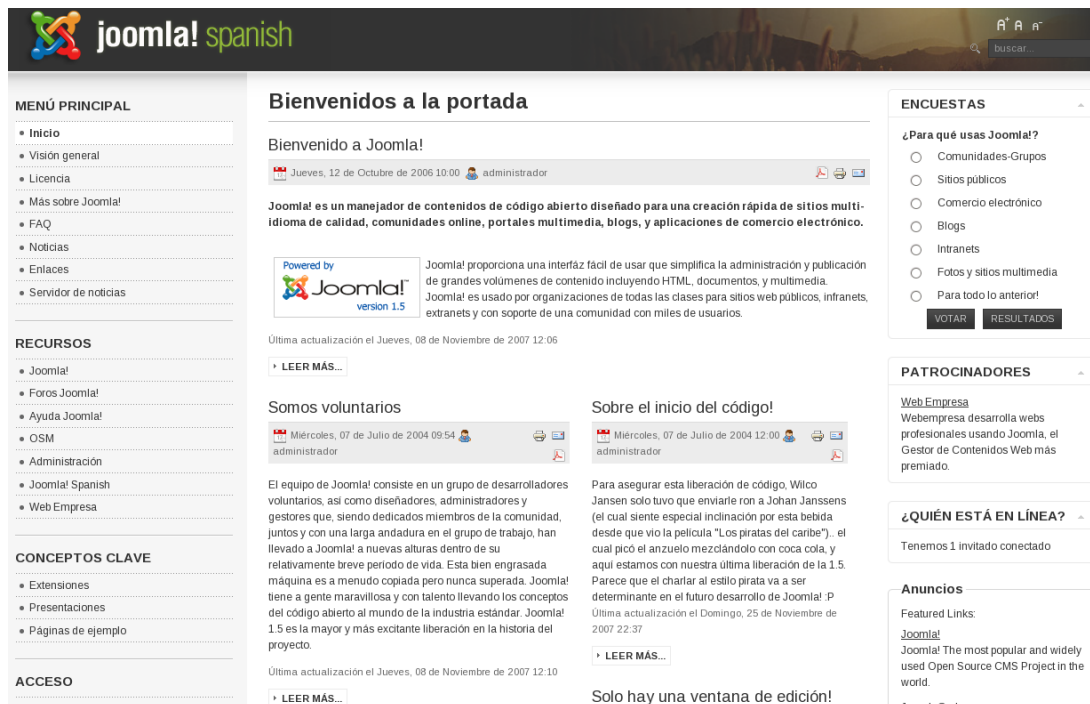 joomla! spanish
A+ A A-
buscar...
MENÚ PRINCIPAL
Inicio
Visión general
Licencia
Más sobre Joomla!
FAQ
Noticias
Enlaces
Servidor de noticias
RECURSOS
Joomla!
Foros Joomla!
Ayuda Joomla!
OSM
Administración
Joomla! Spanish
Web Empresa
CONCEPTOS CLAVE
Extensiones
Presentaciones
Páginas de ejemplo
ACCESO
Bienvenidos a la portada
Bienvenido a Joomla!
Jueves, 12 de Octubre de 2006 10:00 administrador
Joomla! es un manejador de contenidos de código abierto diseñado para una creación rápida de sitios multi-
idioma de calidad, comunidades online, portales multimedia, blogs, y aplicaciones de comercio electrónico.
Powered by
Joomla!™
version 1.5
Joomla! proporciona una interfáz fácil de usar que simplifica la administración y publicación
de grandes volúmenes de contenido incluyendo HTML, documentos, y multimedia.
Joomla! es usado por organizaciones de todas las clases para sitios web públicos, infranets,
extranets y con soporte de una comunidad con miles de usuarios.
Última actualización el Jueves, 08 de Noviembre de 2007 12:06
LEER MÁS...
Somos voluntarios
Miércoles, 07 de Julio de 2004 09:54
administrador
El equipo de Joomla! consiste en un grupo de desarrolladores
voluntarios, así como diseñadores, administradores y
gestores que, siendo dedicados miembros de la comunidad,
juntos y con una larga andadura en el grupo de trabajo, han
llevado a Joomla! a nuevas alturas dentro de su
relativamente breve período de vida. Esta bien engrasada
máquina es a menudo copiada pero nunca superada. Joomla!
tiene a gente maravillosa y con talento llevando los conceptos
del código abierto al mundo de la industria estándar. Joomla!
1.5 es la mayor y más excitante liberación en la historia del
proyecto.
Última actualización el Jueves, 08 de Noviembre de 2007 12:10
LEER MÁS...
Sobre el inicio del código!
Miércoles, 07 de Julio de 2004 12:00
administrador
Para asegurar esta liberación de código, Wilco
Jansen solo tuvo que enviarle ron a Johan Janssens
(el cual siente especial inclinación por esta bebida
desde que vio la película "Los piratas del caribe").. el
cual picó el anzuelo mezclándolo con coca cola, y
aquí estamos con nuestra última liberación de la 1.5.
Parece que el charlar al estilo pirata va a ser
determinante en el futuro desarrollo de Joomla! :P
Última actualización el Domingo, 25 de Noviembre de
2007 22:37
LEER MÁS...
Solo hay una ventana de edición!
ENCUESTAS
¿Para qué usas Joomla!?
Comunidades-Grupos
Sitios públicos
Comercio electrónico
Blogs
Intranets
Fotos y sitios multimedia
Para todo lo anterior!
VOTAR RESULTADOS
PATROCINADORES
Web Empresa
Webempresa desarrolla webs
profesionales usando Joomla, el
Gestor de Contenidos Web más
premiado.
¿QUIÉN ESTÁ EN LÍNEA?
Tenemos 1 invitado conectado
Anuncios
Featured Links:
Joomla!
Joomla! The most popular and widely
used Open Source CMS Project in the
world.